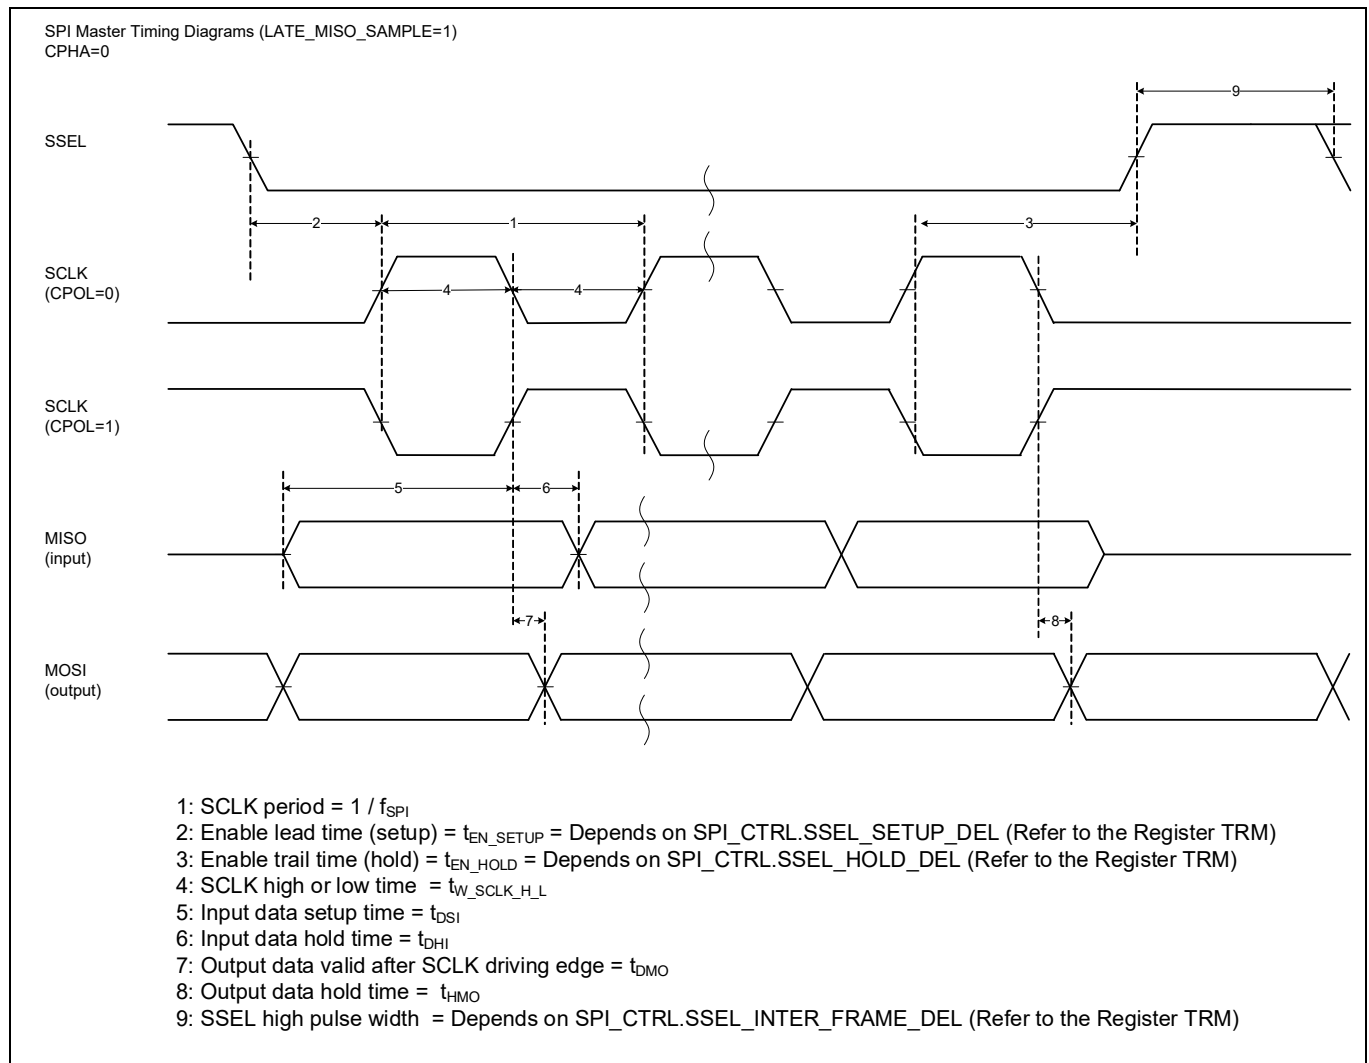 SPI Master Timing Diagrams (LATE_MISO_SAMPLE=1)
CPHA=0
9
SSEL
2
1
3
SCLK
(CPOL=0)
4
4
SCLK
(CPOL=1)
5
6
MISO
(input)
7
8
MOSI
(output)
1: SCLK period = 1 / fSPI
2: Enable lead time (setup) = tEN_SETUP = Depends on SPI_CTRL.SSEL_SETUP_DEL (Refer to the Register TRM)
3: Enable trail time (hold) = tEN_HOLD = Depends on SPI_CTRL.SSEL_HOLD_DEL (Refer to the Register TRM)
4: SCLK high or low time = tW_SCLK_H_L
5: Input data setup time = tDSI
6: Input data hold time = tDHI
7: Output data valid after SCLK driving edge = tDMO
8: Output data hold time = tHMO
9: SSEL high pulse width = Depends on SPI_CTRL.SSEL_INTER_FRAME_DEL (Refer to the Register TRM)